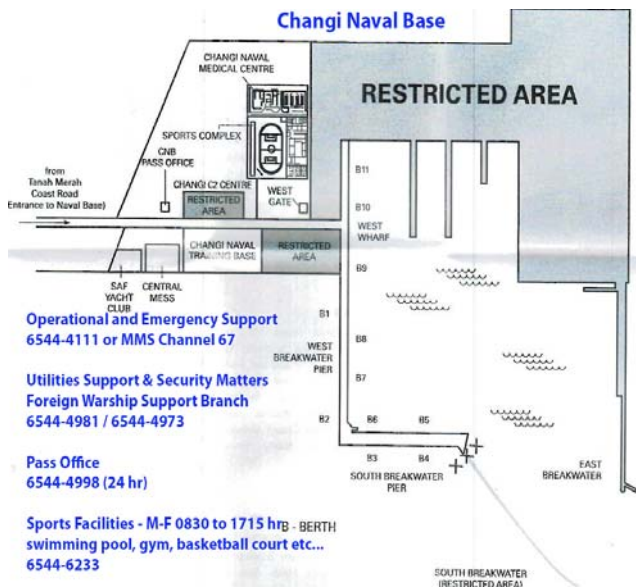 Changi Naval Base
CHANGI NAVAL
MEDICAL CENTRE
RESTRICTED AREA
SPORTS COMPLEX
CNB
PASS OFFICE
from
Tanah Merah
Coast Road
Entrance to Naval Base)
CHANGI C2 CENTRE
RESTRICTED
AREA
WEST
GATE
B11
B10
WEST
WHARF
CHANGI NAVAL
TRAINING BASE
RESTRICTED
AREA
B9
SAF
YACHT
CLUB
CENTRAL
MESS
Operational and Emergency Support
6544-4111 or MMS Channel 67
B1
B8
WEST
BREAKWATER
PIER
B7
Utilities Support & Security Matters
Foreign Warship Support Branch
6544-4981 / 6544-4973
B2
B6
B5
B3
B4
SOUTH BREAKWATER
PIER
EAST
BREAKWATER
Pass Office
6544-4998 (24 hr)
Sports Facilities - M-F 0830 to 1715 hr
swimming pool, gym, basketball court etc...
6544-6233
B - BERTH
SOUTH BREAKWATER
(RESTRICTED AREA)